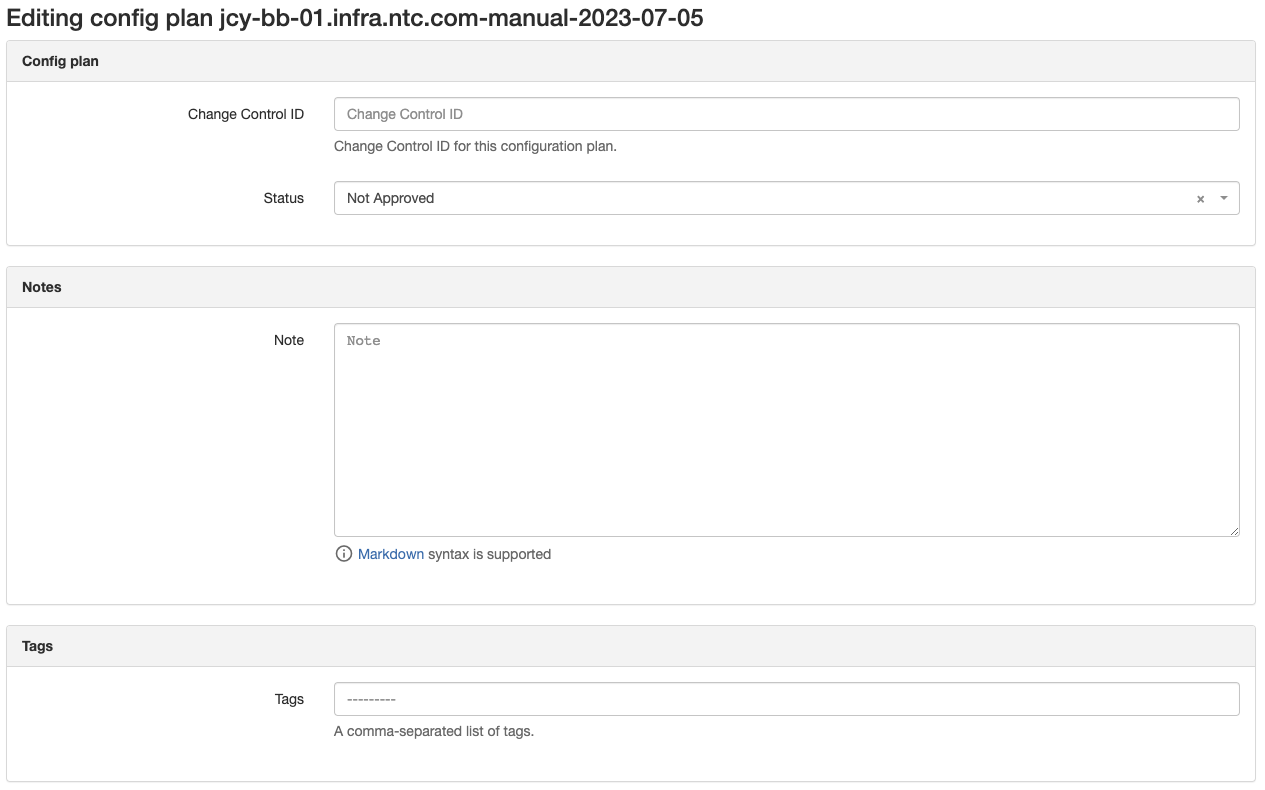 Editing config plan jcy-bb-01.infra.ntc.com-manual-2023-07-05
Config plan
Change Control ID
Change Control ID
Change Control ID for this configuration plan.
Status
Not Approved
×
Notes
Note
Note
Markdown syntax is supported
Tags
Tags
---------
A comma-separated list of tags.